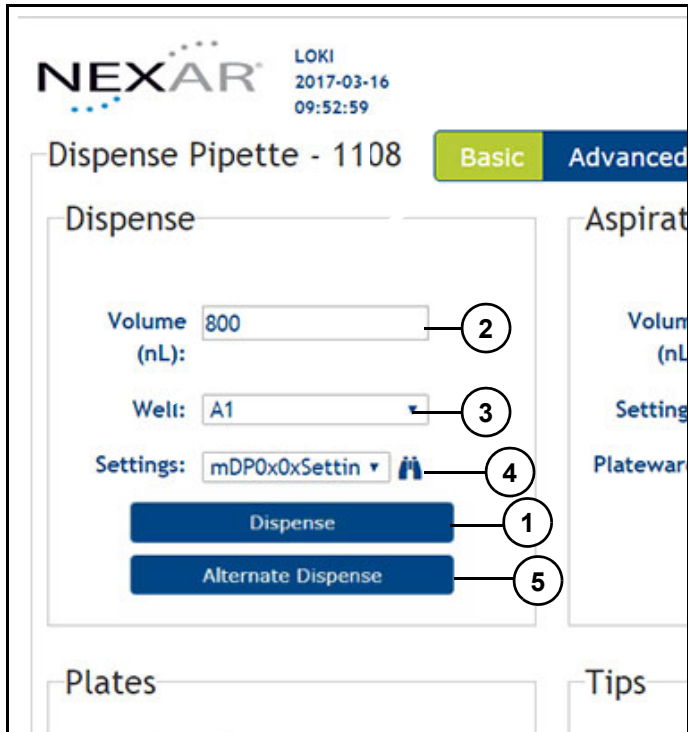 NEXAR
LOKI
2017-03-16
09:52:59
Dispense Pipette - 1108
Basic
Advanced
Dispense
Volume (nL):
800
2
Well:
A1
3
Settings:
mDP0x0xSettin
4
Dispense
1
Alternate Dispense
5
Aspirat
Volum
(nL
Setting
Plateward
Plates
Tips